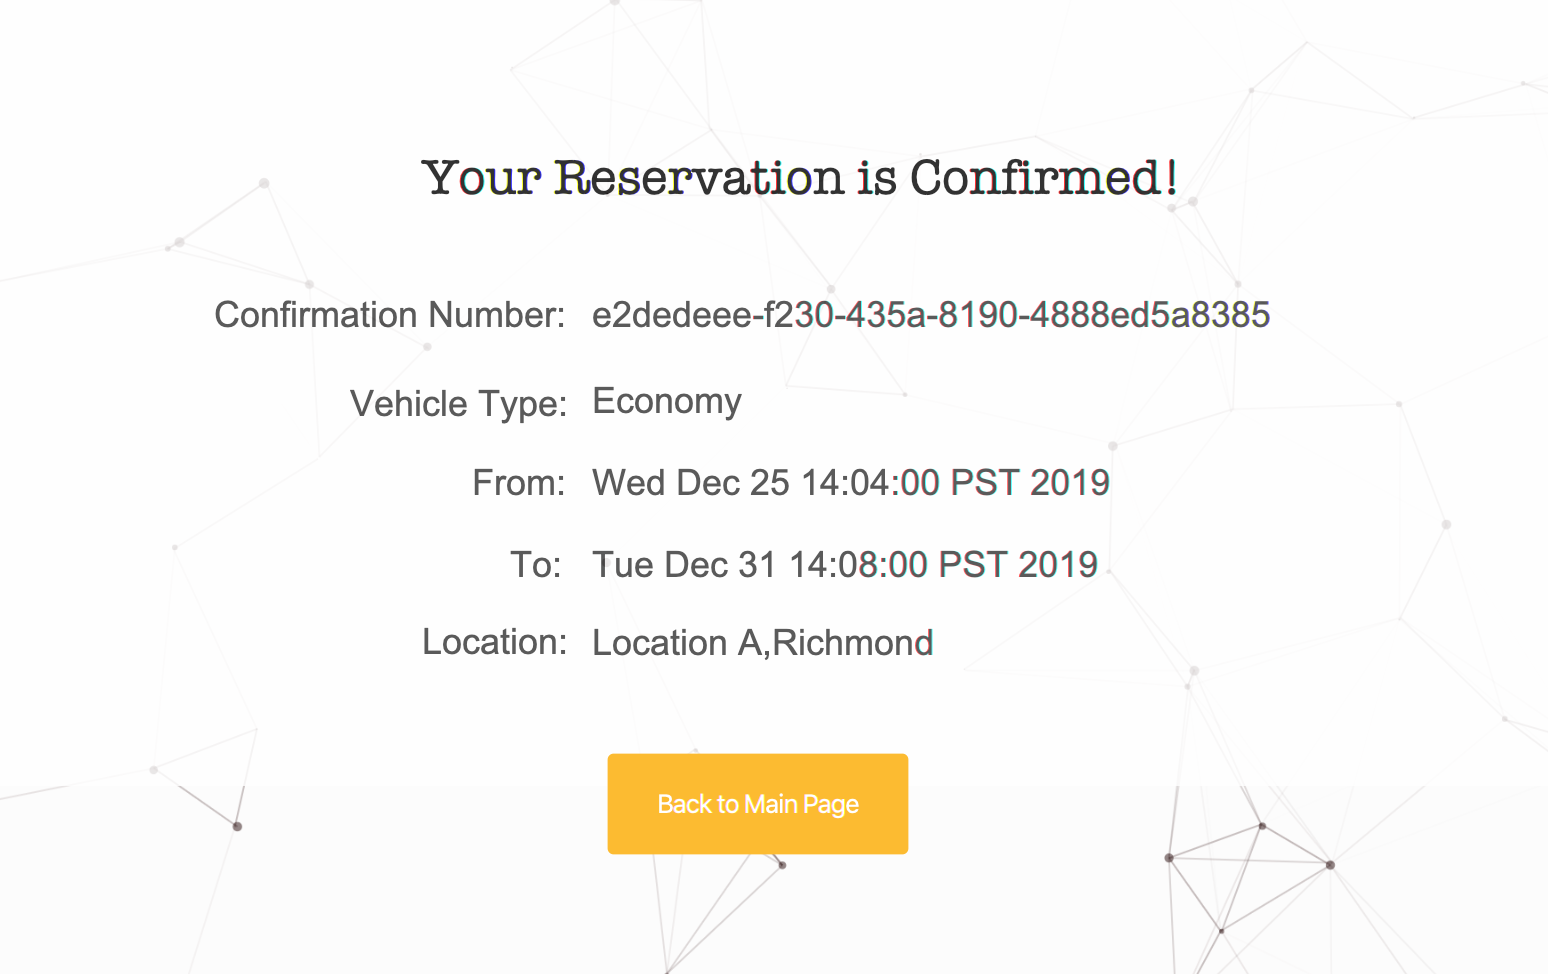 Your Reservation is Confirmed!
Confirmation Number: e2dedeee-f230-435a-8190-4888ed5a8385
Vehicle Type: Economy
From: Wed Dec 25 14:04:00 PST 2019
To: Tue Dec 31 14:08:00 PST 2019
Location: Location A,Richmond
Back to Main Page